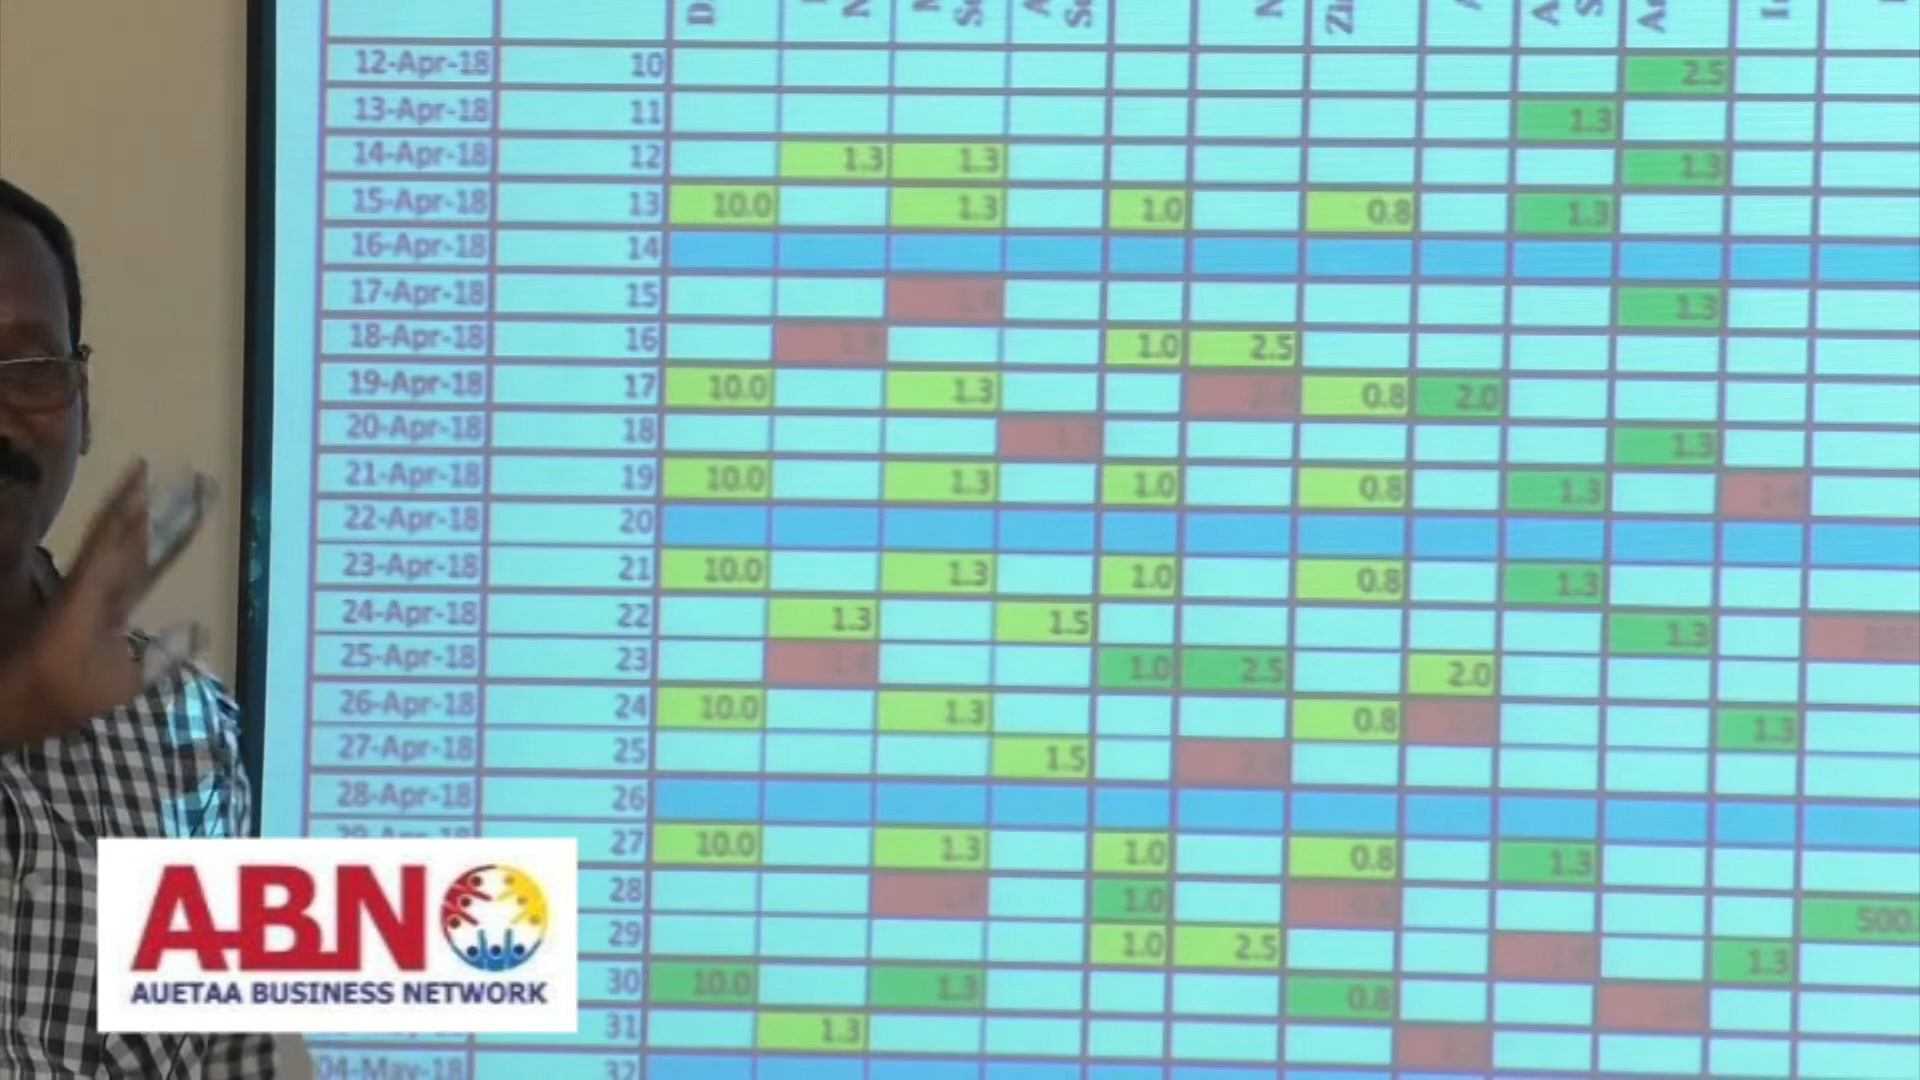 12-Apr-18 10 2.5
13-Apr-18 11 1.3
14-Apr-18 12 1.3 1.3 1.3
15-Apr-18 13 10.0 1.3 1.0 0.8 1.3
16-Apr-18 14
17-Apr-18 15 1.3
18-Apr-18 16 1.0 2.5
19-Apr-18 17 10.0 1.3 0.8 2.0
20-Apr-18 18 1.3
21-Apr-18 19 10.0 1.3 1.0 0.8 1.3
22-Apr-18 20
23-Apr-18 21 10.0 1.3 1.0 0.8 1.3
24-Apr-18 22 1.3 1.5 1.3
25-Apr-18 23 1.0 2.5 2.0
26-Apr-18 24 10.0 1.3 0.8 1.3
27-Apr-18 25 1.5
28-Apr-18 26
29-Apr-18 27 10.0 1.3 1.0 0.8 1.3
28 1.0 500.
29 1.0 2.5 1.3
30 10.0 1.3 0.8
31 1.3
04-May-18 32
ABN
AUETAA BUSINESS NETWORK